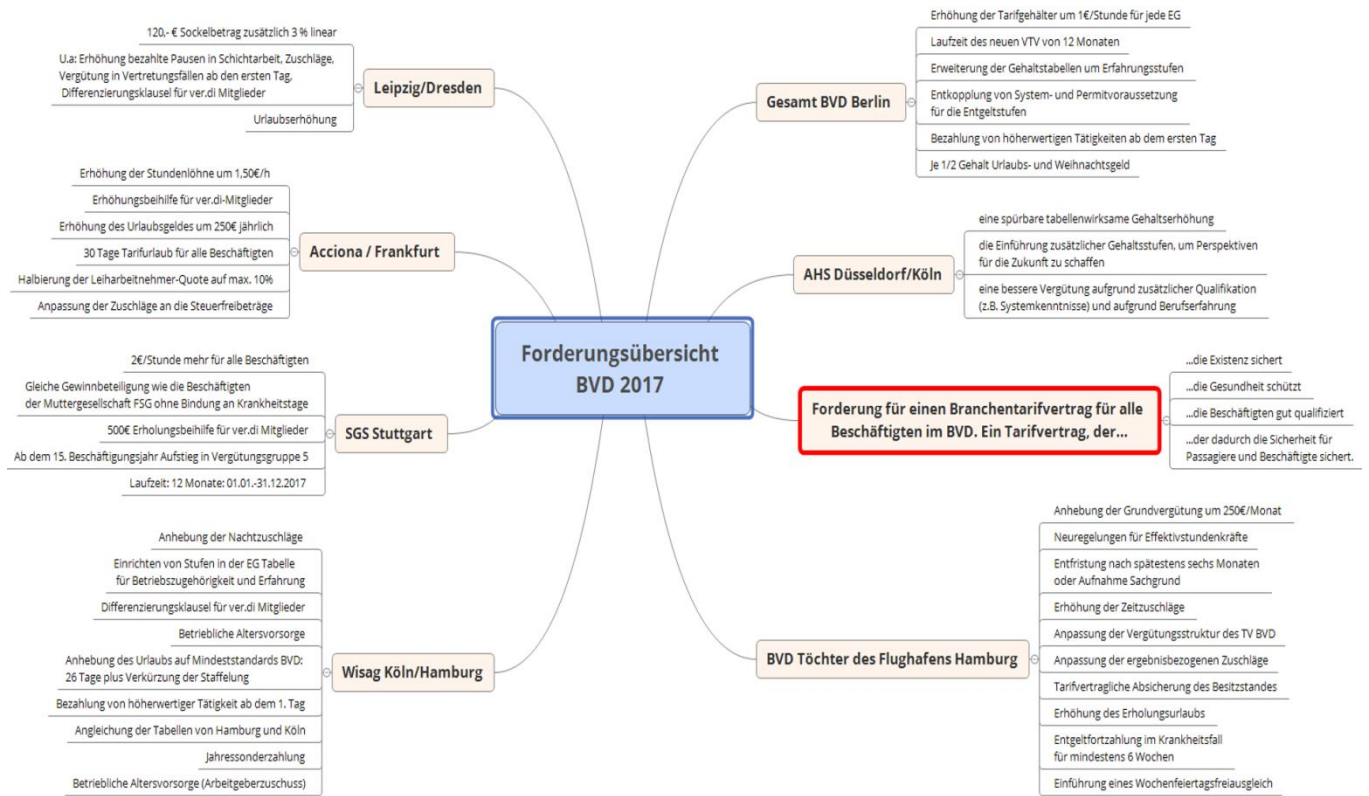 Forderungsübersicht
BVD 2017
Leipzig/Dresden
120,- € Sockelbetrag zusätzlich 3 % linear
U.a: Erhöhung bezahlte Pausen in Schichtarbeit, Zuschläge,
Vergütung in Vertretungsfällen ab den ersten Tag,
Differenzierungsklausel für ver.di Mitglieder
Urlaubserhöhung
Acciona / Frankfurt
Erhöhung der Stundenlöhne um 1,50€/h
Erhöhungsbeihilfe für ver.di-Mitglieder
Erhöhung des Urlaubsgeldes um 250€ jährlich
30 Tage Tarifurlaub für alle Beschäftigten
Halbierung der Leiharbeitnehmer-Quote auf max. 10%
Anpassung der Zuschläge an die Steuerfreibeträge
SGS Stuttgart
2€/Stunde mehr für alle Beschäftigten
Gleiche Gewinnbeteiligung wie die Beschäftigten
der Muttergesellschaft FSG ohne Bindung an Krankheitstage
500€ Erholungsbeihilfe für ver.di Mitglieder
Ab dem 15. Beschäftigungsjahr Aufstieg in Vergütungsgruppe 5
Laufzeit: 12 Monate: 01.01.-31.12.2017
Wisag Köln/Hamburg
Anhebung der Nachtzuschläge
Einrichten von Stufen in der EG Tabelle
für Betriebszugehörigkeit und Erfahrung
Differenzierungsklausel für ver.di Mitglieder
Betriebliche Altersvorsorge
Anhebung des Urlaubs auf Mindeststandards BVD:
26 Tage plus Verkürzung der Staffelung
Bezahlung von höherwertiger Tätigkeit ab dem 1. Tag
Angleichung der Tabellen von Hamburg und Köln
Jahressonderzahlung
Betriebliche Altersvorsorge (Arbeitgeberzuschuss)
Gesamt BVD Berlin
Erhöhung der Tarifgehälter um 1€/Stunde für jede EG
Laufzeit des neuen VTV von 12 Monaten
Erweiterung der Gehaltstabellen um Erfahrungsstufen
Entkopplung von System- und Permitvoraussetzung
für die Entgeltstufen
Bezahlung von höherwertigen Tätigkeiten ab dem ersten Tag
Je 1/2 Gehalt Urlaubs- und Weihnachtsgeld
AHS Düsseldorf/Köln
eine spürbare tabellenwirksame Gehaltserhöhung
die Einführung zusätzlicher Gehaltsstufen, um Perspektiven
für die Zukunft zu schaffen
eine bessere Vergütung aufgrund zusätzlicher Qualifikation
(z.B. Systemkenntnisse) und aufgrund Berufserfahrung
Forderung für einen Branchentarifvertrag für alle
Beschäftigten im BVD. Ein Tarifvertrag, der...
...die Existenz sichert
...die Gesundheit schützt
...die Beschäftigten gut qualifiziert
...der dadurch die Sicherheit für
Passagiere und Beschäftigte sichert.
BVD Töchter des Flughafens Hamburg
Anhebung der Grundvergütung um 250€/Monat
Neuregelungen für Effektivstundenkräfte
Entfristung nach spätestens sechs Monaten
oder Aufnahme Sachgrund
Erhöhung der Zeitzuschläge
Anpassung der Vergütungsstruktur des TV BVD
Anpassung der ergebnisbezogenen Zuschläge
Tarifvertragliche Absicherung des Besitzstandes
Erhöhung des Erholungsurlaubs
Entgeltfortzahlung im Krankheitsfall
für mindestens 6 Wochen
Einführung eines Wochenfeiertagsfreiausgleich